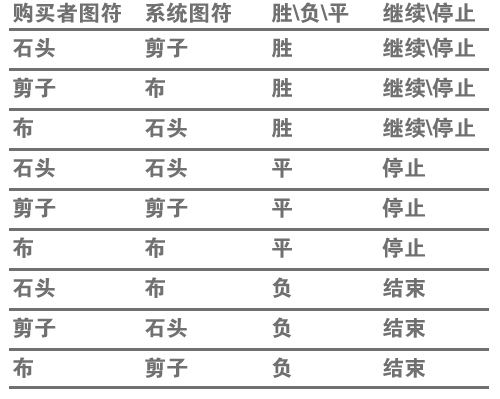 购买者图符 系统图符 胜\负\平 继续\停止
石头 剪子 胜 继续\停止
剪子 布 胜 继续\停止
布 石头 胜 继续\停止
石头 石头 平 停止
剪子 剪子 平 停止
布 布 平 停止
石头 布 负 结束
剪子 石头 负 结束
布 剪子 负 结束